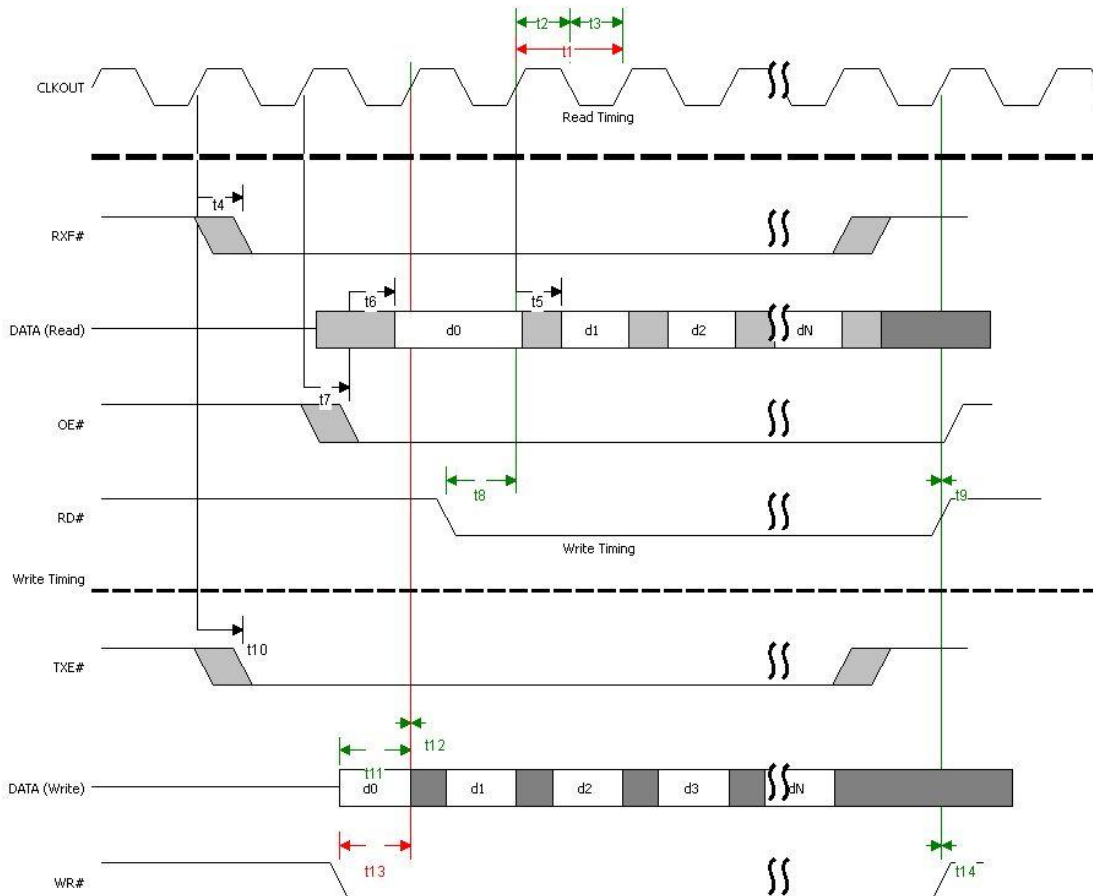 t2 t3
t1
CLKOUT
Read Timing
t4
RXF#
t6 t5
DATA (Read) d0 d1 d2 dN
t7
OE#
t8 t9
RD#
Write Timing
Write Timing
t10
TXE#
t12
t11
DATA (Write) d0 d1 d2 d3 dN
t13 t14
WR#